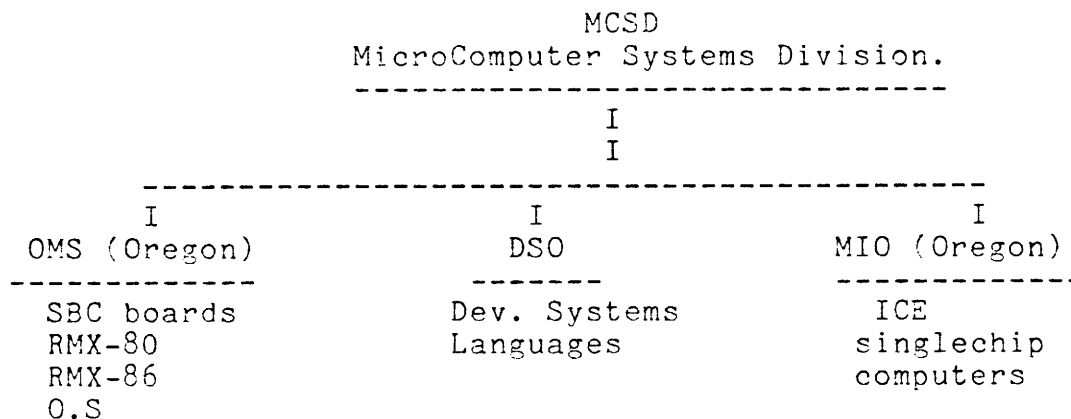 MCSD
MicroComputer Systems Division.
------------------------------
I
I
-------------------------------------------
I I I
OMS (Oregon) DSO MIO (Oregon)
------------- ------- -------------
SBC boards Dev. Systems ICE
RMX-80 Languages singlechip
RMX-86 computers
O.S